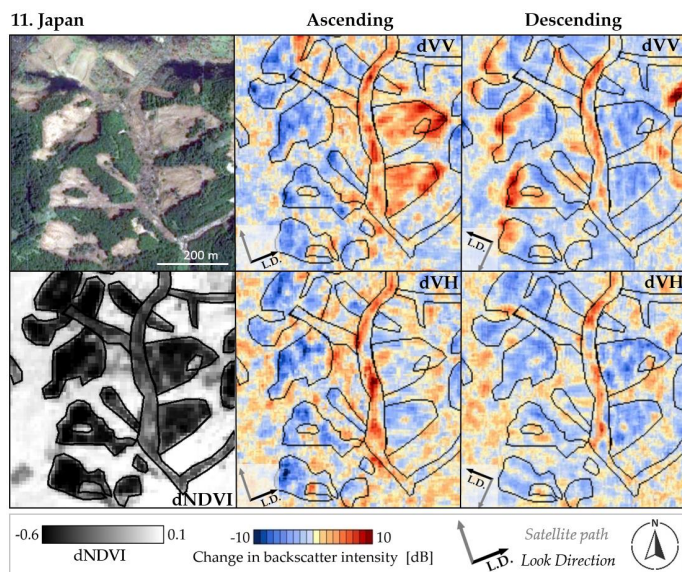 11. Japan
Ascending
Descending
dVV
dVV
L.D.
L.D.
200 m
dVH
dVH
L.D.
L.D.
dNDVI
-0.6
0.1
dNDVI
-10
10
Change in backscatter intensity [dB]
Satellite path
L.D.
Look Direction
N